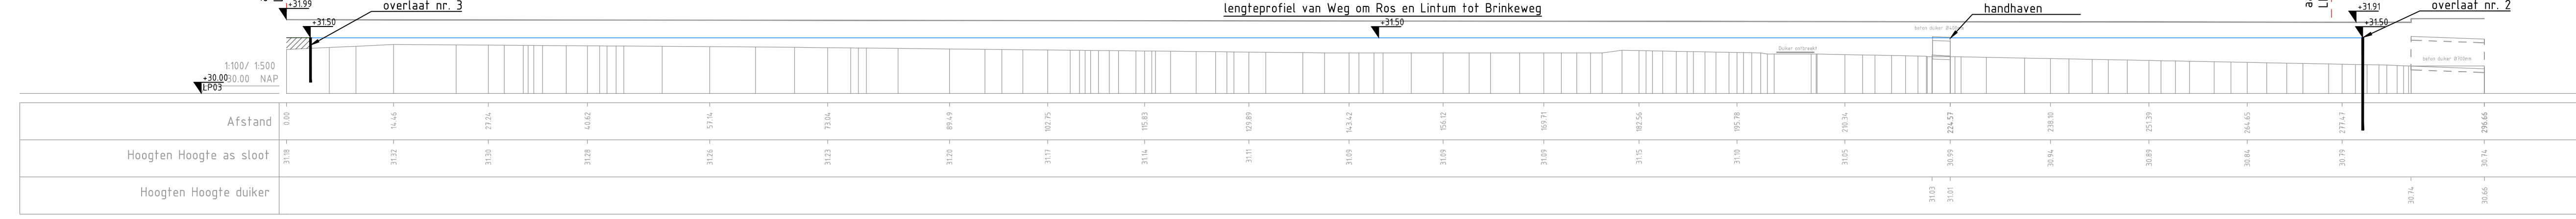 +31.99
overlaat nr. 3
+31.50
lengteprofiel van Weg om Ros en Lintum tot Brinkeweg
+31.50
handhaven
+31.91
overlaat nr. 2
+31.50
Duiker ontbreekt
1:100/ 1:500
+30.00
30.00 NAP
LP03
Afstand 0.00 14.46 27.24 40.62 57.14 73.04 89.49 102.75 115.83 129.89 143.42 156.12 169.71 182.56 195.78 210.34 224.57 238.10 251.39 264.65 277.47 296.66
Hoogten Hoogte as sloot 31.18 31.32 31.30 31.28 31.26 31.23 31.20 31.17 31.14 31.11 31.09 31.09 31.09 31.15 31.10 31.05 30.99 30.94 30.89 30.84 30.79 30.74
Hoogten Hoogte duiker 31.03 31.01 30.74 30.66